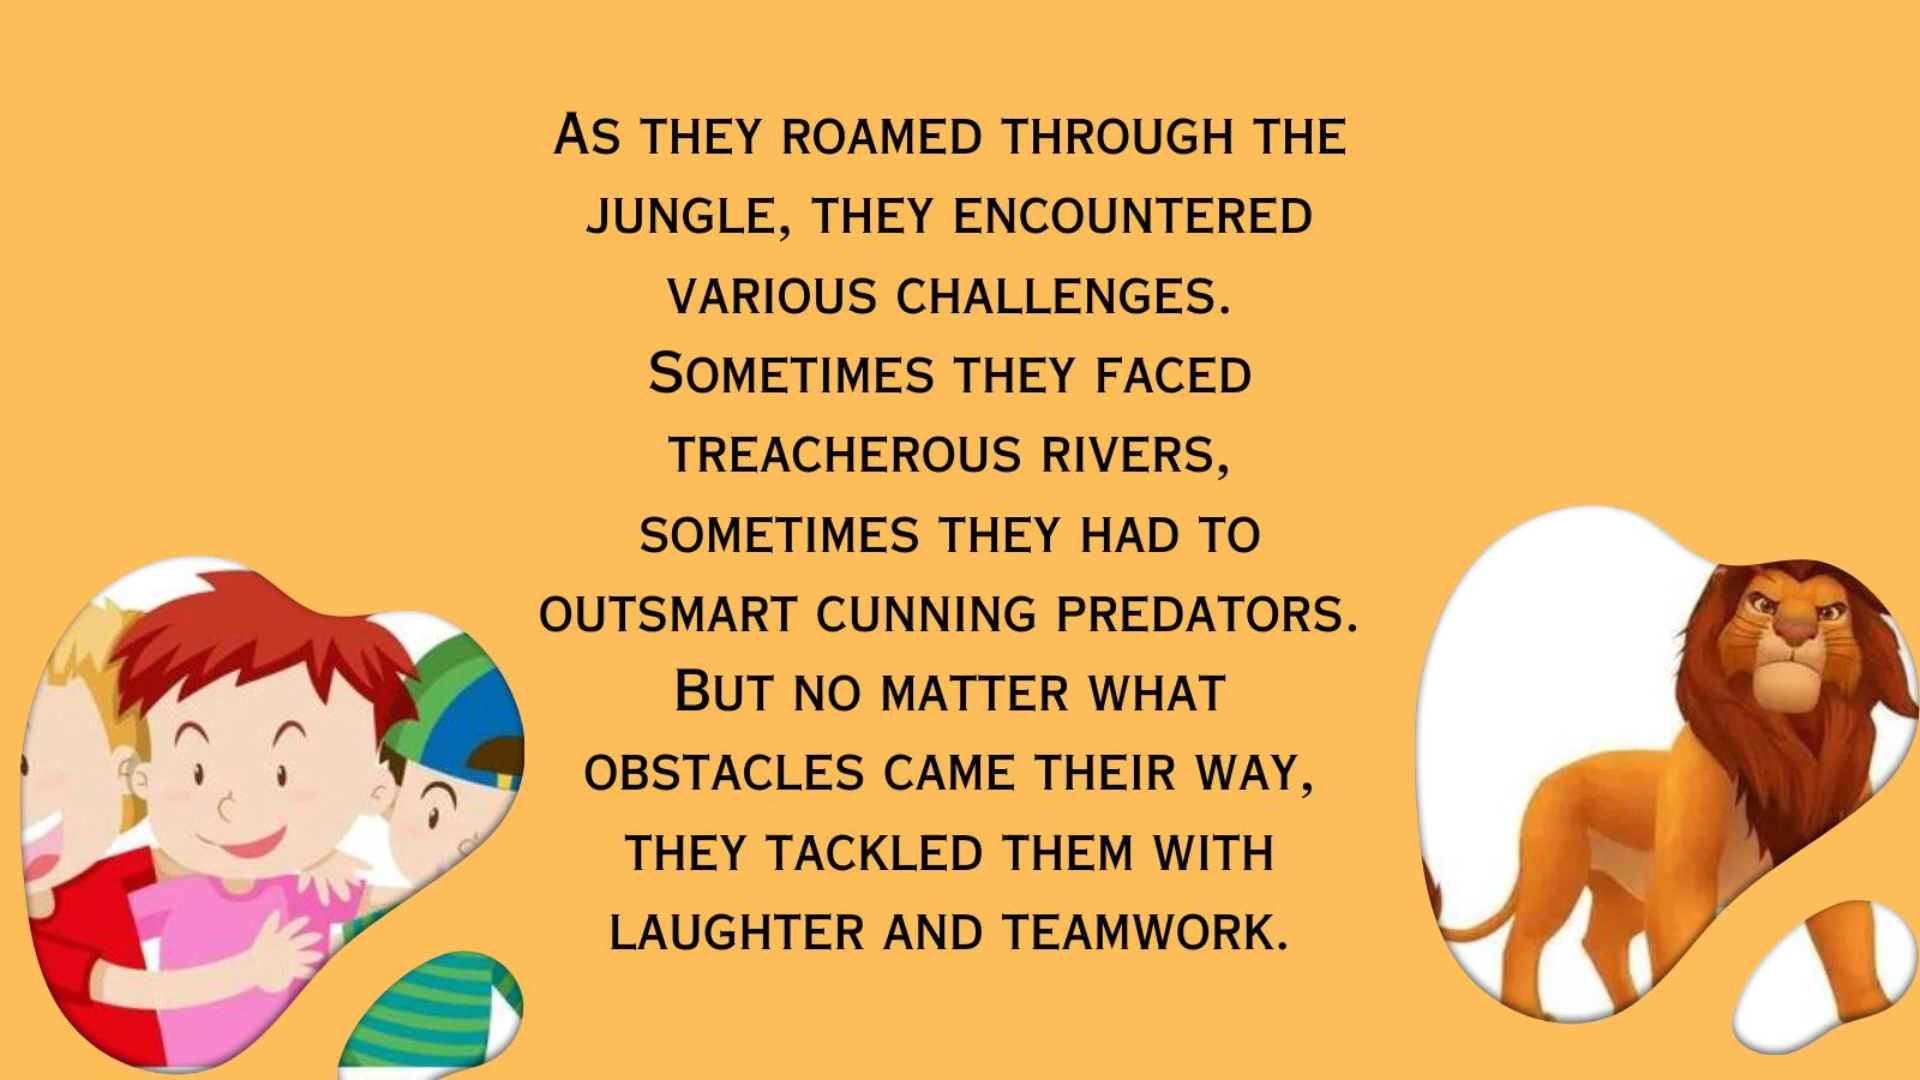 As they roamed through the
jungle, they encountered
various challenges.
Sometimes they faced
treacherous rivers,
sometimes they had to
outsmart cunning predators.
But no matter what
obstacles came their way,
they tackled them with
laughter and teamwork.